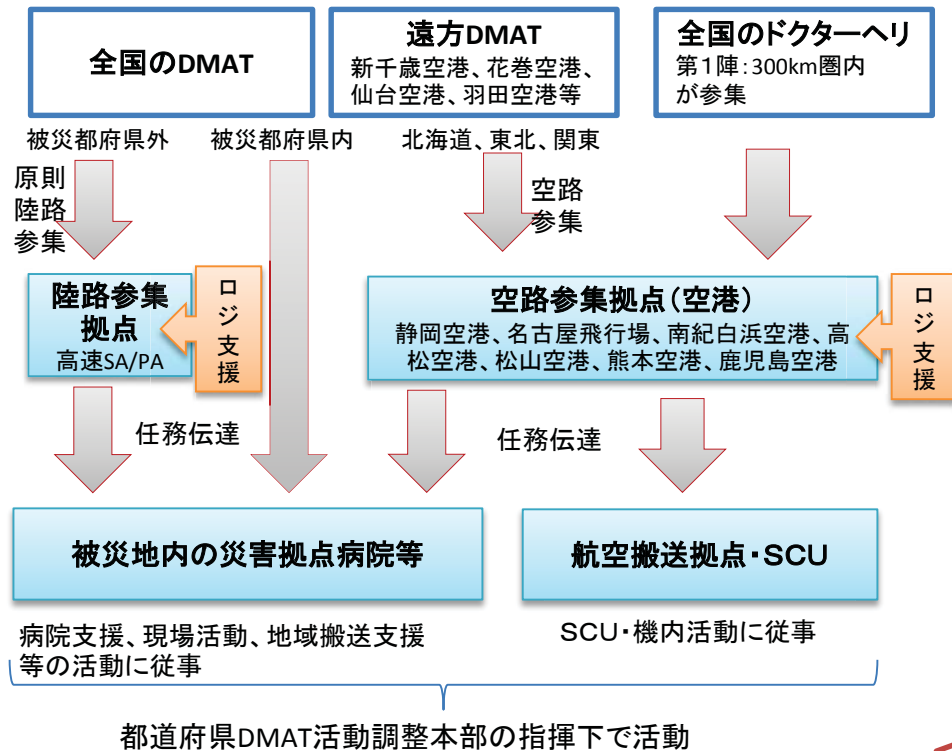 全国のDMAT
遠方DMAT
新千歳空港、花巻空港、
仙台空港、羽田空港等
全国のドクターヘリ
第１陣：300km圏内
が参集
被災都府県外
被災都府県内
北海道、東北、関東
原則
陸路
参集
空路
参集
陸路参集
拠点
高速SA/PA
ロジ支援
空路参集拠点（空港）
静岡空港、名古屋飛行場、南紀白浜空港、高
松空港、松山空港、熊本空港、鹿児島空港
ロジ支援
任務伝達
任務伝達
被災地内の災害拠点病院等
航空搬送拠点・ＳＣＵ
病院支援、現場活動、地域搬送支援
等の活動に従事
ＳＣＵ・機内活動に従事
都道府県DMAT活動調整本部の指揮下で活動